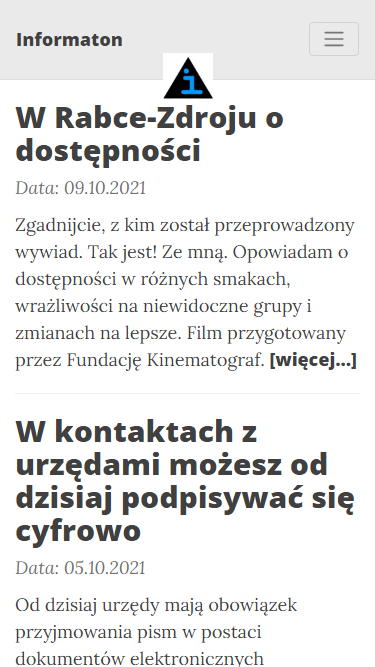 Informaton
i
W Rabce-Zdroju o
dostępności
Data: 09.10.2021
Zgadnijcie, z kim został przeprowadzony
wywiad. Tak jest! Ze mną. Opowiadam o
dostępności w różnych smakach,
wrażliwości na niewidoczne grupy i
zmianach na lepsze. Film przygotowany
przez Fundację Kinematograf. [więcej...]
W kontaktach z
urzędami możesz od
dzisiaj podpisywać się
cyfrowo
Data: 05.10.2021
Od dzisiaj urzędy mają obowiązek
przyjmowania pism w postaci
dokumentów elektronicznych